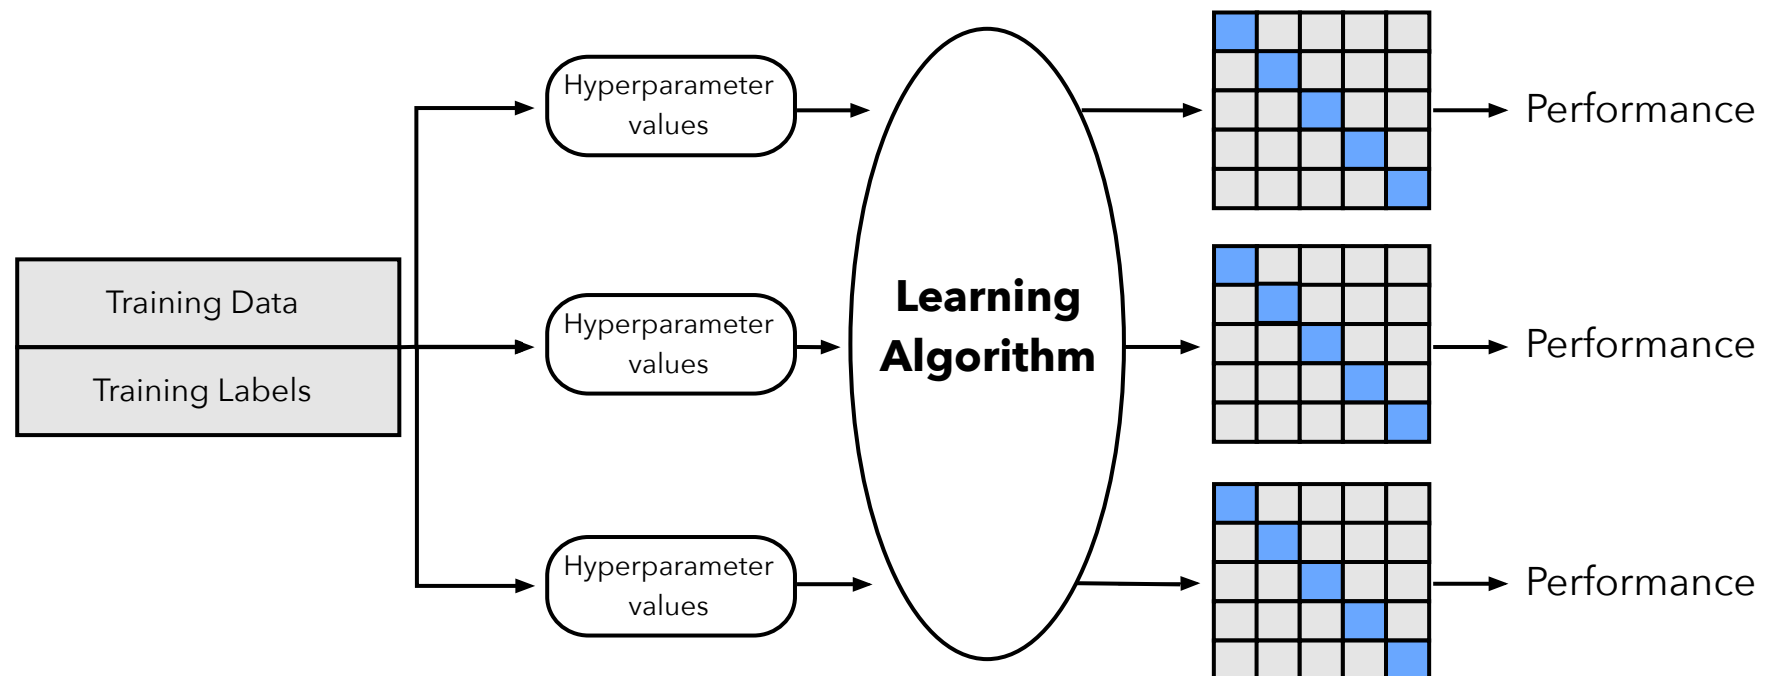 Training Data
Training Labels
Hyperparameter
values
Hyperparameter
values
Hyperparameter
values
Learning
Algorithm
Performance
Performance
Performance